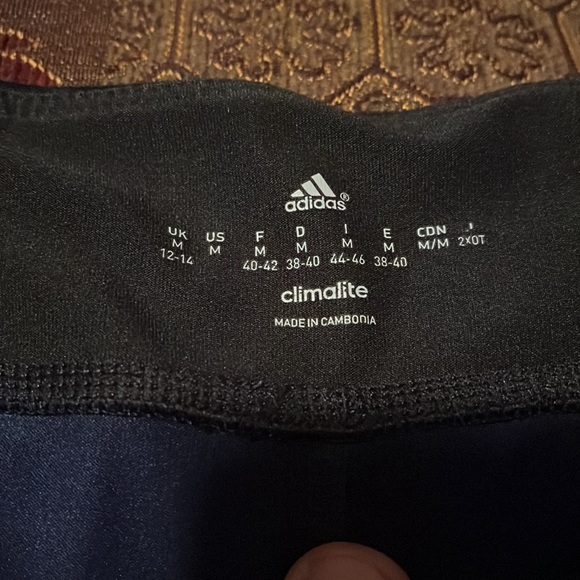 adidas®
UK US F D I E CDN J
M M M M M M M/M 2XOT
12-14 40-42 38-40 44-46 38-40
climalite
MADE IN CAMBODIA